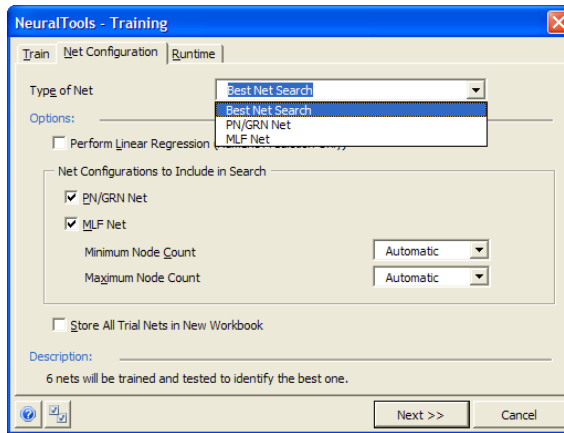 NeuralTools - Training
Train Net Configuration Runtime
Type of Net Best Net Search
Best Net Search
PN/GRN Net
MLF Net
Options:
Perform Linear Regression
Net Configurations to Include in Search
PN/GRN Net
MLF Net
Minimum Node Count Automatic
Maximum Node Count Automatic
Store All Trial Nets in New Workbook
Description:
6 nets will be trained and tested to identify the best one.
Next >> Cancel